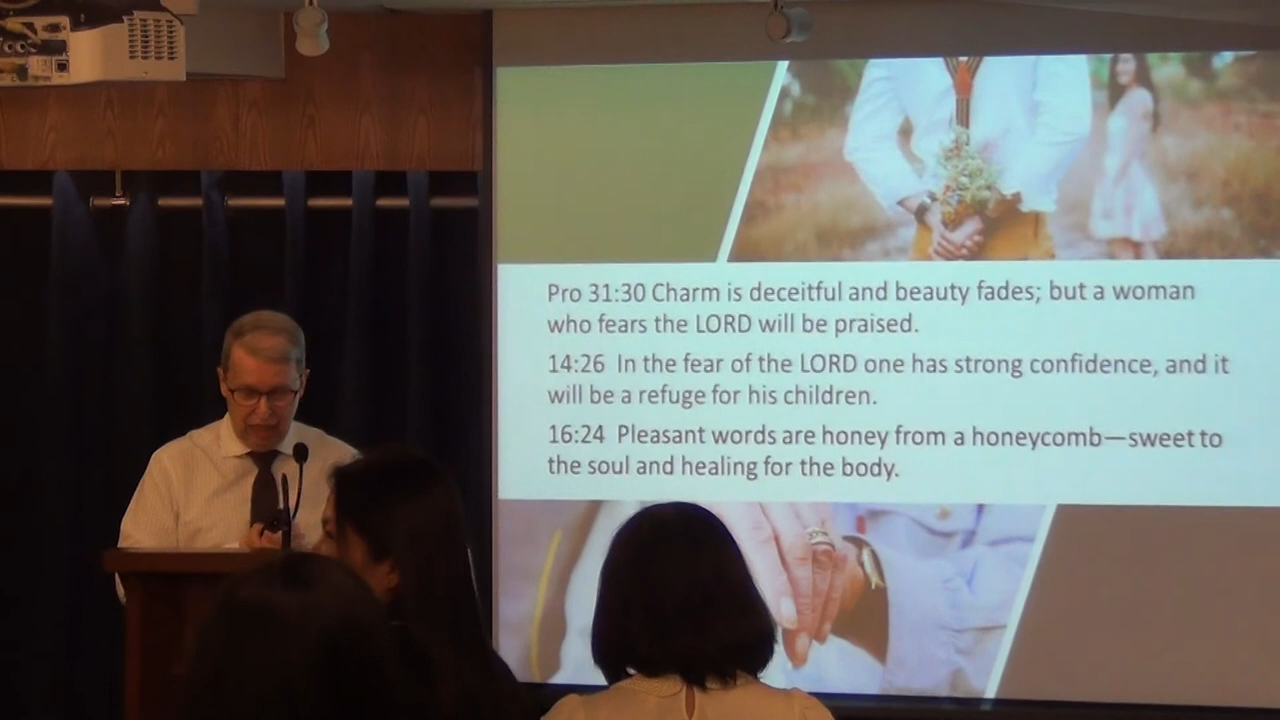 Pro 31:30 Charm is deceitful and beauty fades; but a woman
who fears the LORD will be praised.
14:26  In the fear of the LORD one has strong confidence, and it
will be a refuge for his children.
16:24  Pleasant words are honey from a honeycomb—sweet to
the soul and healing for the body.